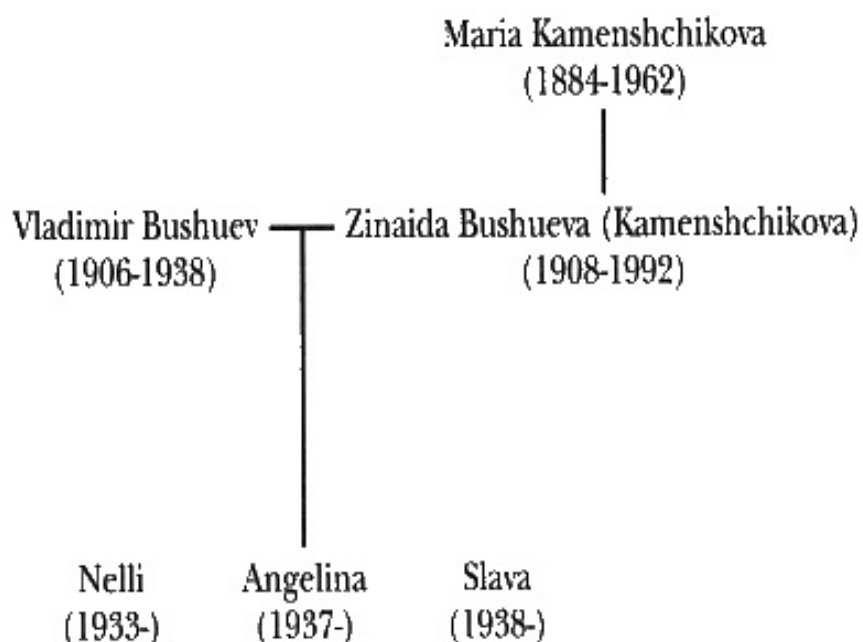 Maria Kamenshchikova
(1884-1962)
Vladimir Bushuev
Zinaida Bushueva (Kamenshchikova)
(1906-1938)
(1908-1992)
Nelli
Angelina
Slava
(1933-)
(1937-)
(1938-)